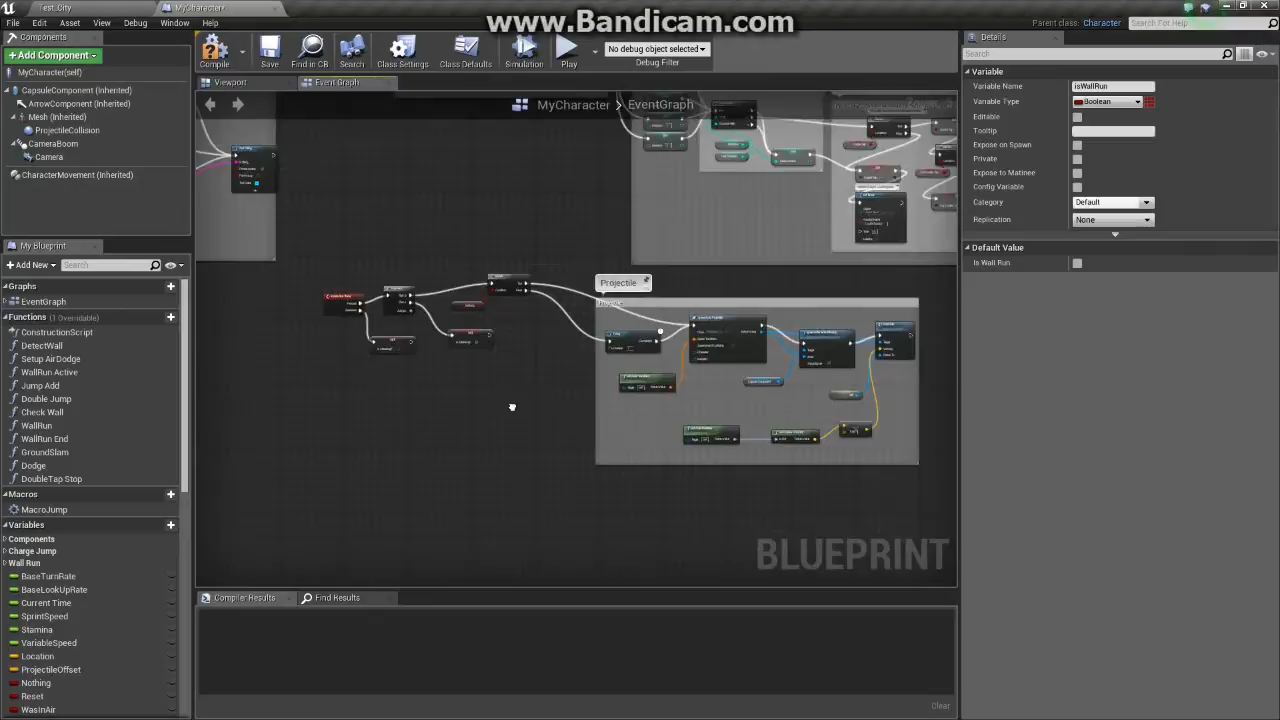 www.Bandicam.com
Test_City
MyCharacter*
Parent class: Character
Search For Help
File Edit Asset View Debug Window Help
Components
+Add Component
MyCharacter(self)
CapsuleComponent (Inherited)
ArrowComponent (Inherited)
Mesh (Inherited)
ProjectileCollision
CameraBoom
Camera
CharacterMovement (Inherited)
Compile
Save
Find in CB
Search
Class Settings
Class Defaults
Simulation
Play
No debug object selected
Debug Filter
Viewport
Event Graph
MyCharacter > EventGraph
Projectile
BLUEPRINT
My Blueprint
+Add New
Search
Graphs
EventGraph
Functions (1 Overridable)
ConstructionScript
DetectWall
Setup AirDodge
WallRun Active
Jump Add
Double Jump
Check Wall
WallRun
WallRun End
GroundSlam
Dodge
DoubleTap Stop
Macros
MacroJump
Variables
Components
Charge Jump
Wall Run
BaseTurnRate
BaseLookUpRate
Current Time
SprintSpeed
Stamina
VariableSpeed
Location
ProjectileOffset
Nothing
Reset
WasInAir
Compiler Results
Find Results
Clear
Details
Search
Variable
Variable Name isWallRun
Variable Type Boolean
Editable
Tooltip
Expose on Spawn
Private
Expose to Matinee
Config Variable
Category Default
Replication None
Default Value
Is Wall Run